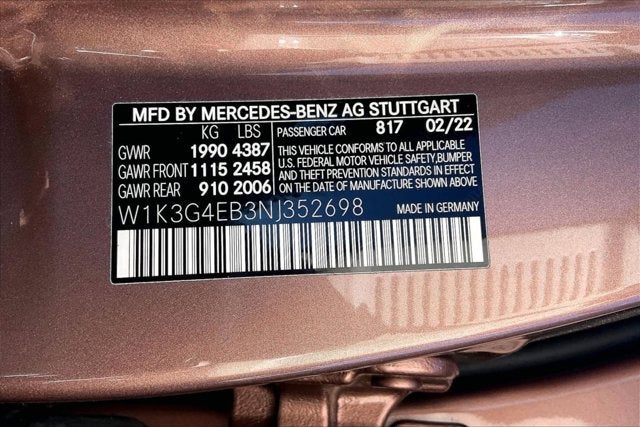 MFD BY MERCEDES-BENZ AG STUTTGART
KG LBS PASSENGER CAR 817 02/22
GVWR 1990 4387
GAWR FRONT 1115 2458
GAWR REAR 910 2006
THIS VEHICLE CONFORMS TO ALL APPLICABLE
U.S. FEDERAL MOTOR VEHICLE SAFETY,BUMPER
AND THEFT PREVENTION STANDARDS IN EFFECT
ON THE DATE OF MANUFACTURE SHOWN ABOVE.
W1K3G4EB3NJ352698 MADE IN GERMANY